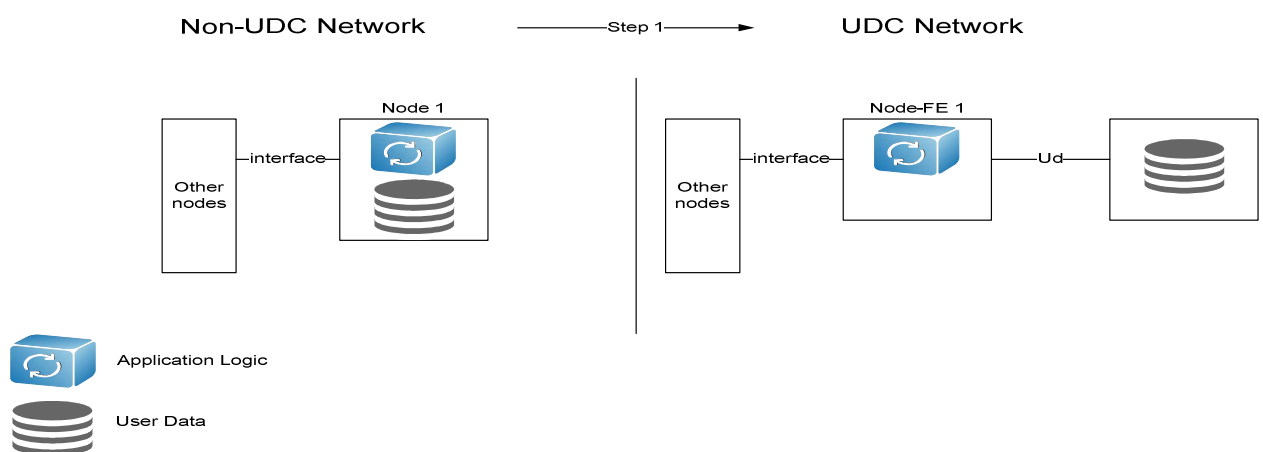 Non-UDC Network
Step 1
UDC Network
Node 1
Node-FE 1
interface
interface
Ud
Other
nodes
Other
nodes
Application Logic
User Data